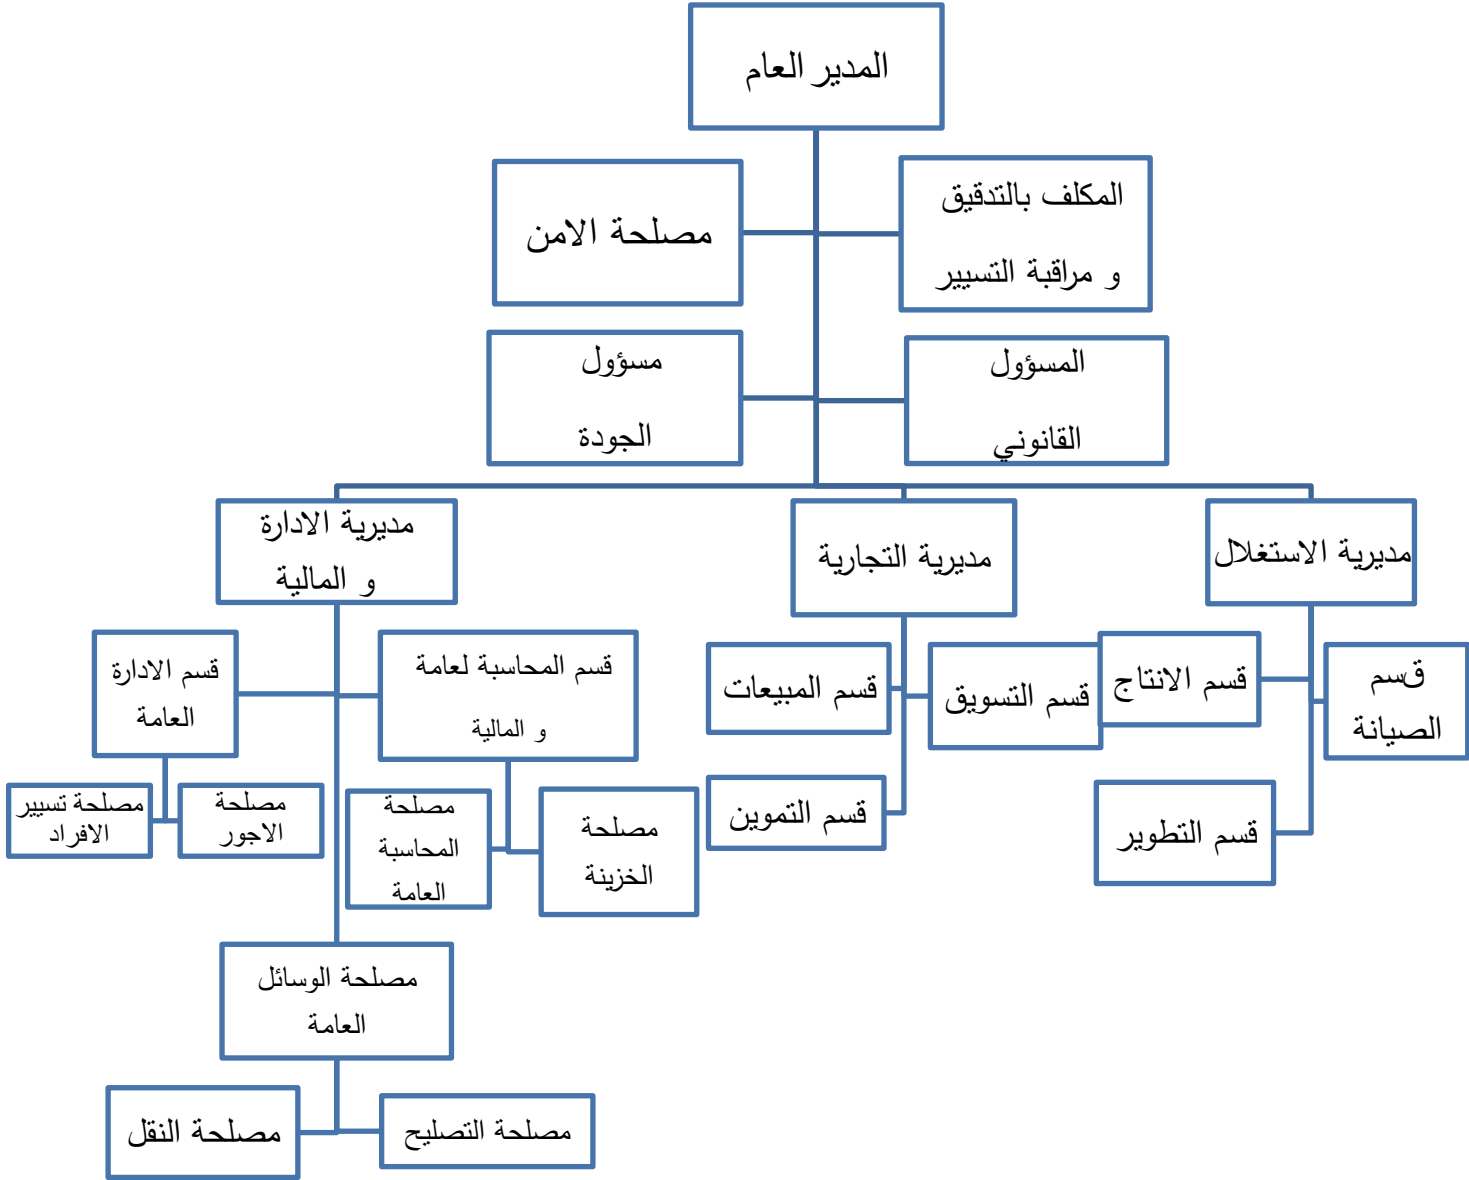 المدير العام
المكلف بالتدقيق
و مراقبة التسيير
مصلحة الامن
المسؤول
القانوني
مسؤول
الجودة
مديرية الاستغلال
مديرية التجارية
مديرية الادارة
و المالية
قسم
الصيانة
قسم الانتاج
قسم التطوير
قسم التسويق
قسم المبيعات
قسم التموين
قسم المحاسبة لعامة
و المالية
قسم الادارة
العامة
مصلحة
الخزينة
مصلحة
المحاسبة
العامة
مصلحة
الاجور
مصلحة تسيير
الافراد
مصلحة الوسائل
العامة
مصلحة التصليح
مصلحة النقل